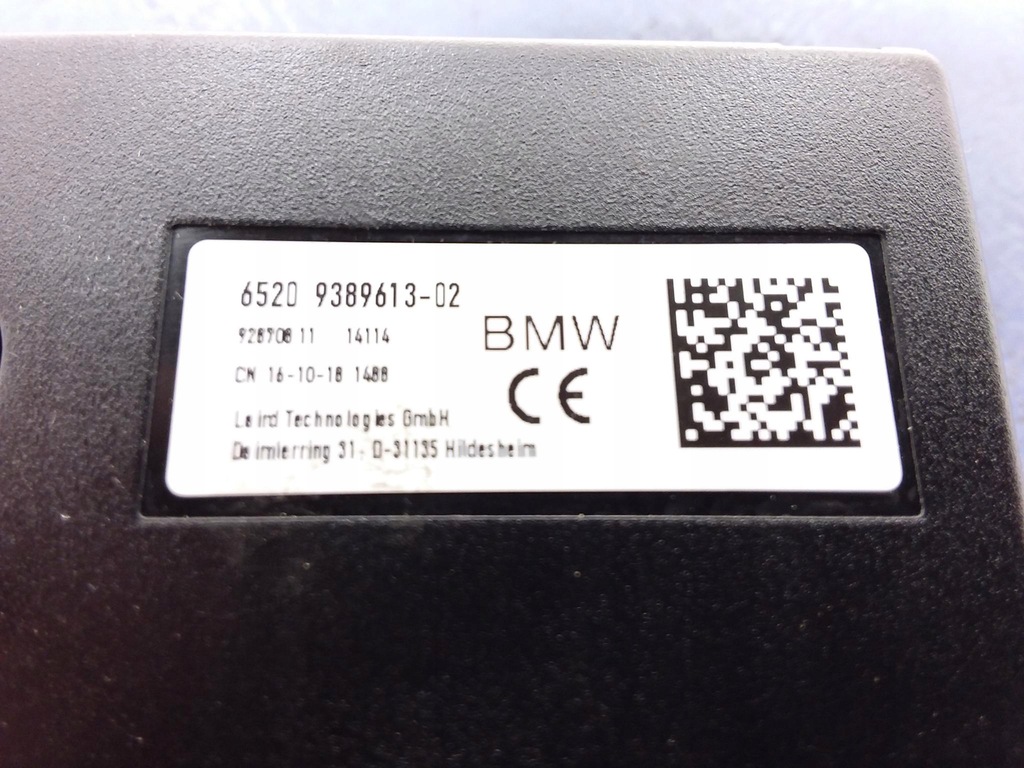 6520 9389613-02
92870811 14114
CN 16-10-18 1488
Laird Technologies GmbH
Daimlerring 31, D-31135 Hildesheim
BMW
CE